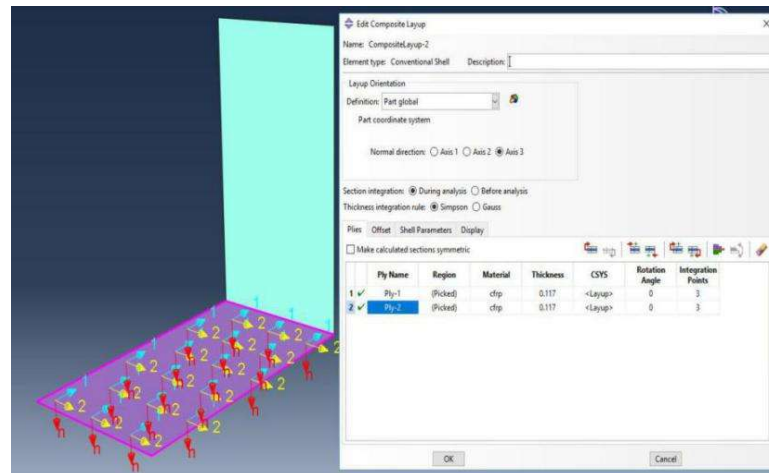 Edit Composite Layup
X
Name: CompositeLayup-2
Element type: Conventional Shell Description:
Layup Orientation
Definition: Part global
Part coordinate system
Normal direction: Axis 1 Axis 2 Axis 3
Section integration: During analysis Before analysis
Thickness integration rule: Simpson Gauss
Plies Offset Shell Parameters Display
Make calculated sections symmetric
Ply Name Region Material Thickness CSYS Rotation Angle Integration Points
1 Ply-1 (Picked) cfrp 0.117 <Layup> 0 3
2 Ply-2 (Picked) cfrp 0.117 <Layup> 0 3
OK Cancel